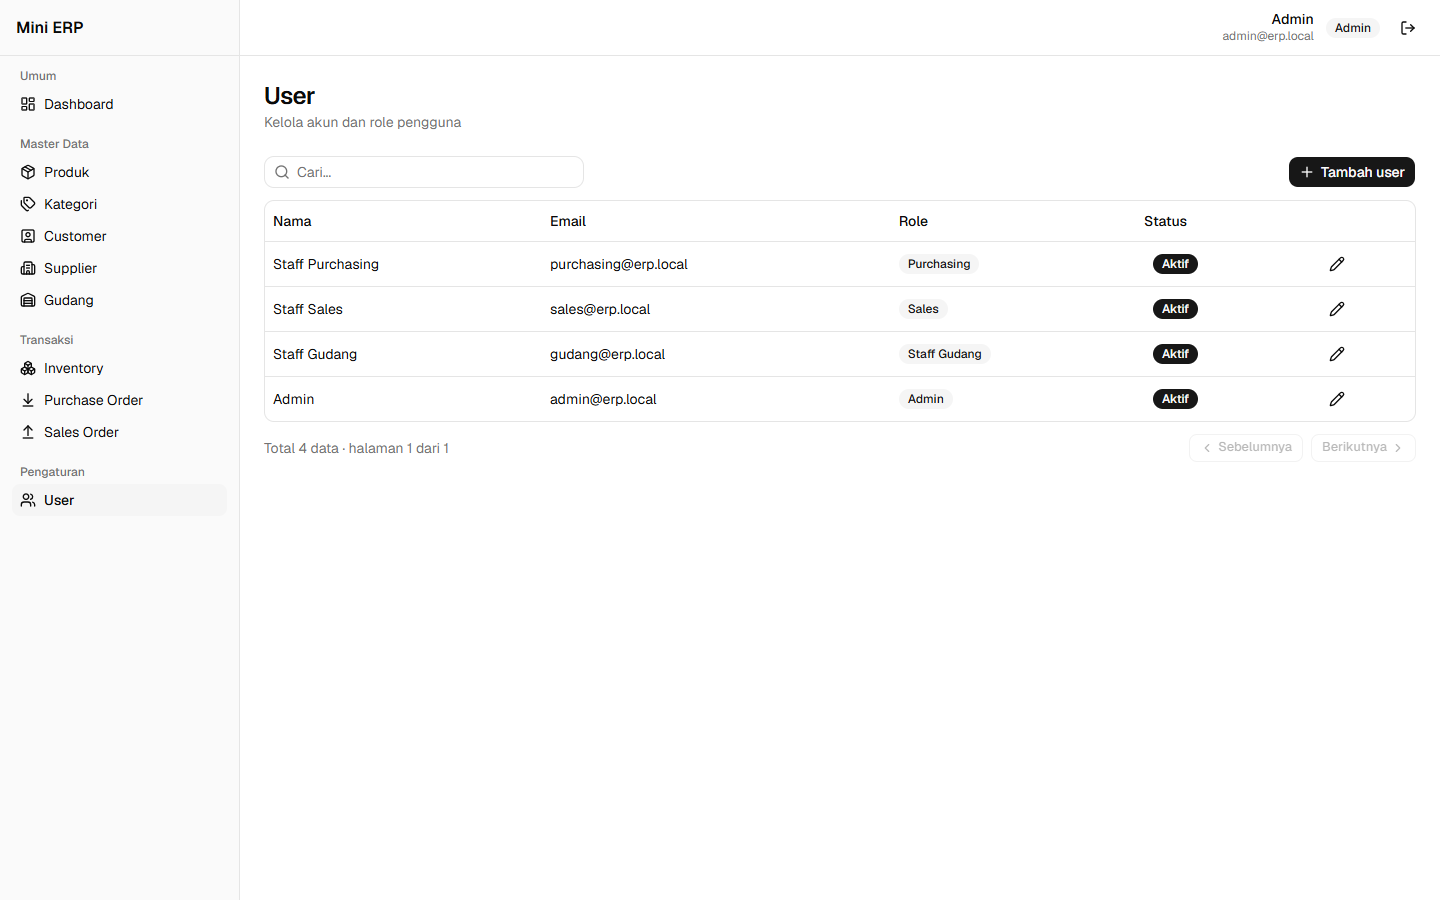 Mini ERP
Admin
admin@erp.local
Admin
Umum
Dashboard
Master Data
Produk
Kategori
Customer
Supplier
Gudang
Transaksi
Inventory
Purchase Order
Sales Order
Pengaturan
User
User
Kelola akun dan role pengguna
Cari...
Tambah user
Nama Email Role Status
Staff Purchasing purchasing@erp.local Purchasing Aktif
Staff Sales sales@erp.local Sales Aktif
Staff Gudang gudang@erp.local Staff Gudang Aktif
Admin admin@erp.local Admin Aktif
Total 4 data · halaman 1 dari 1
Sebelumnya Berikutnya